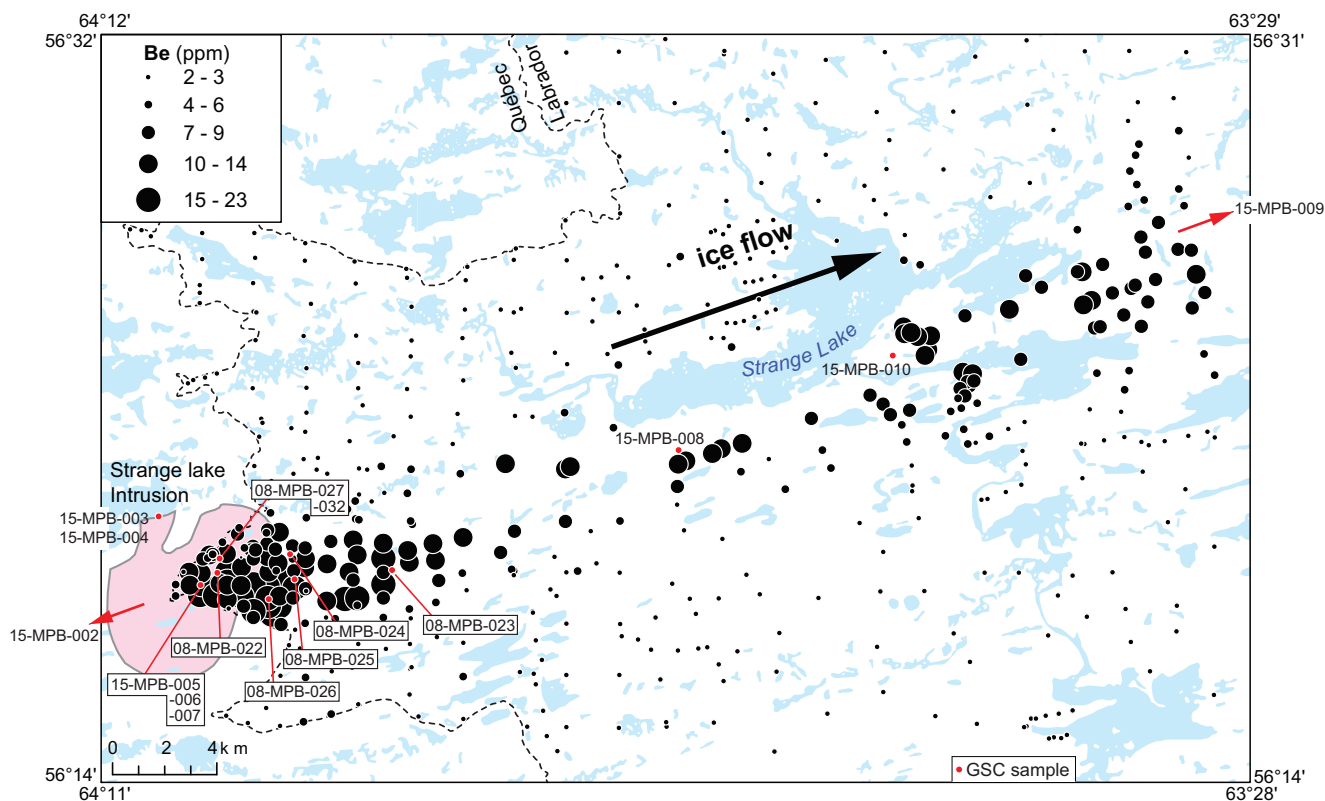 64°12'
63°29'
56°32'
56°31'
Be (ppm)
2 - 3
4 - 6
7 - 9
10 - 14
15 - 23
Québec
Labrador
15-MPB-009
ice flow
Strange Lake
15-MPB-010
15-MPB-008
Strange lake
Intrusion
08-MPB-027
-032
15-MPB-003
15-MPB-004
15-MPB-002
08-MPB-024
08-MPB-023
08-MPB-022
08-MPB-025
15-MPB-005
-006
-007
08-MPB-026
0 2 4 km
GSC sample
56°14'
56°14'
64°11'
63°28'